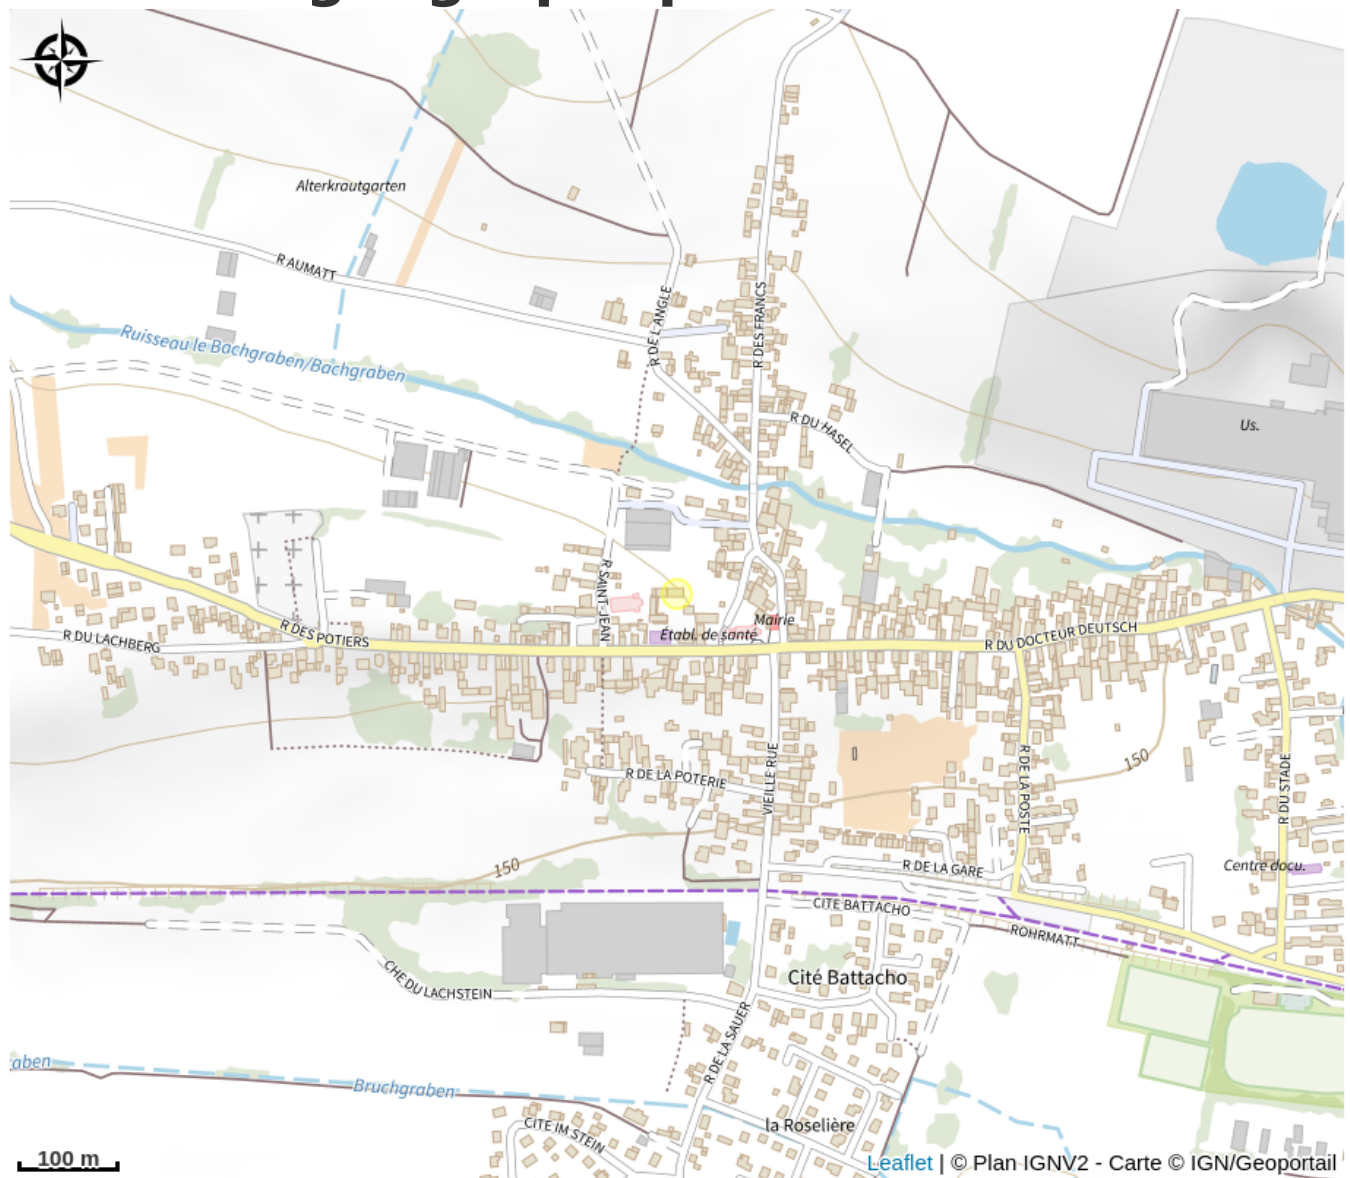 Alterkrautgarten
R AUMATT
R DE L'ANGLE
R DES FRANCS
Ruisseau le Bachgraben/Bachgraben
R DU HASEL
Us.
R SAINT-JEAN
Mairie
Établ. de santé
R DES POTIERS
R DU LACHBERG
R DU DOCTEUR DEUTSCH
R DE LA POTERIE
VIEILLE RUE
R DE LA POSTE
150
R DU STADE
150
R DE LA GARE
Centre docu.
CITE BATTACHO
ROHRMATT
CHE DU LACHSTEIN
Cité Battacho
R DE LA SAUER
aben
Bruchgraben
CITE IM STEIN
la Roselière
100 m
Leaflet | © Plan IGNV2 - Carte © IGN/Geoportail